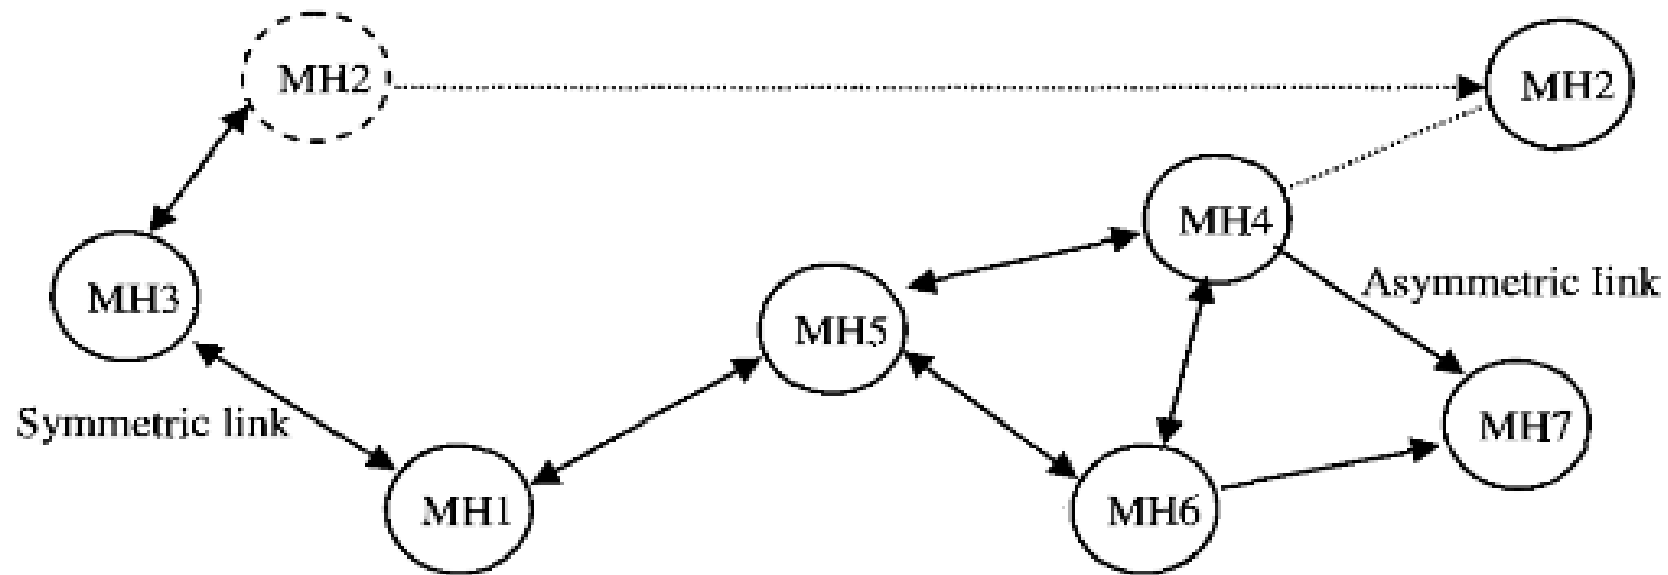 MH2
MH2
MH4
Asymmetric link
MH3
MH5
Symmetric link
MH7
MH1
MH6